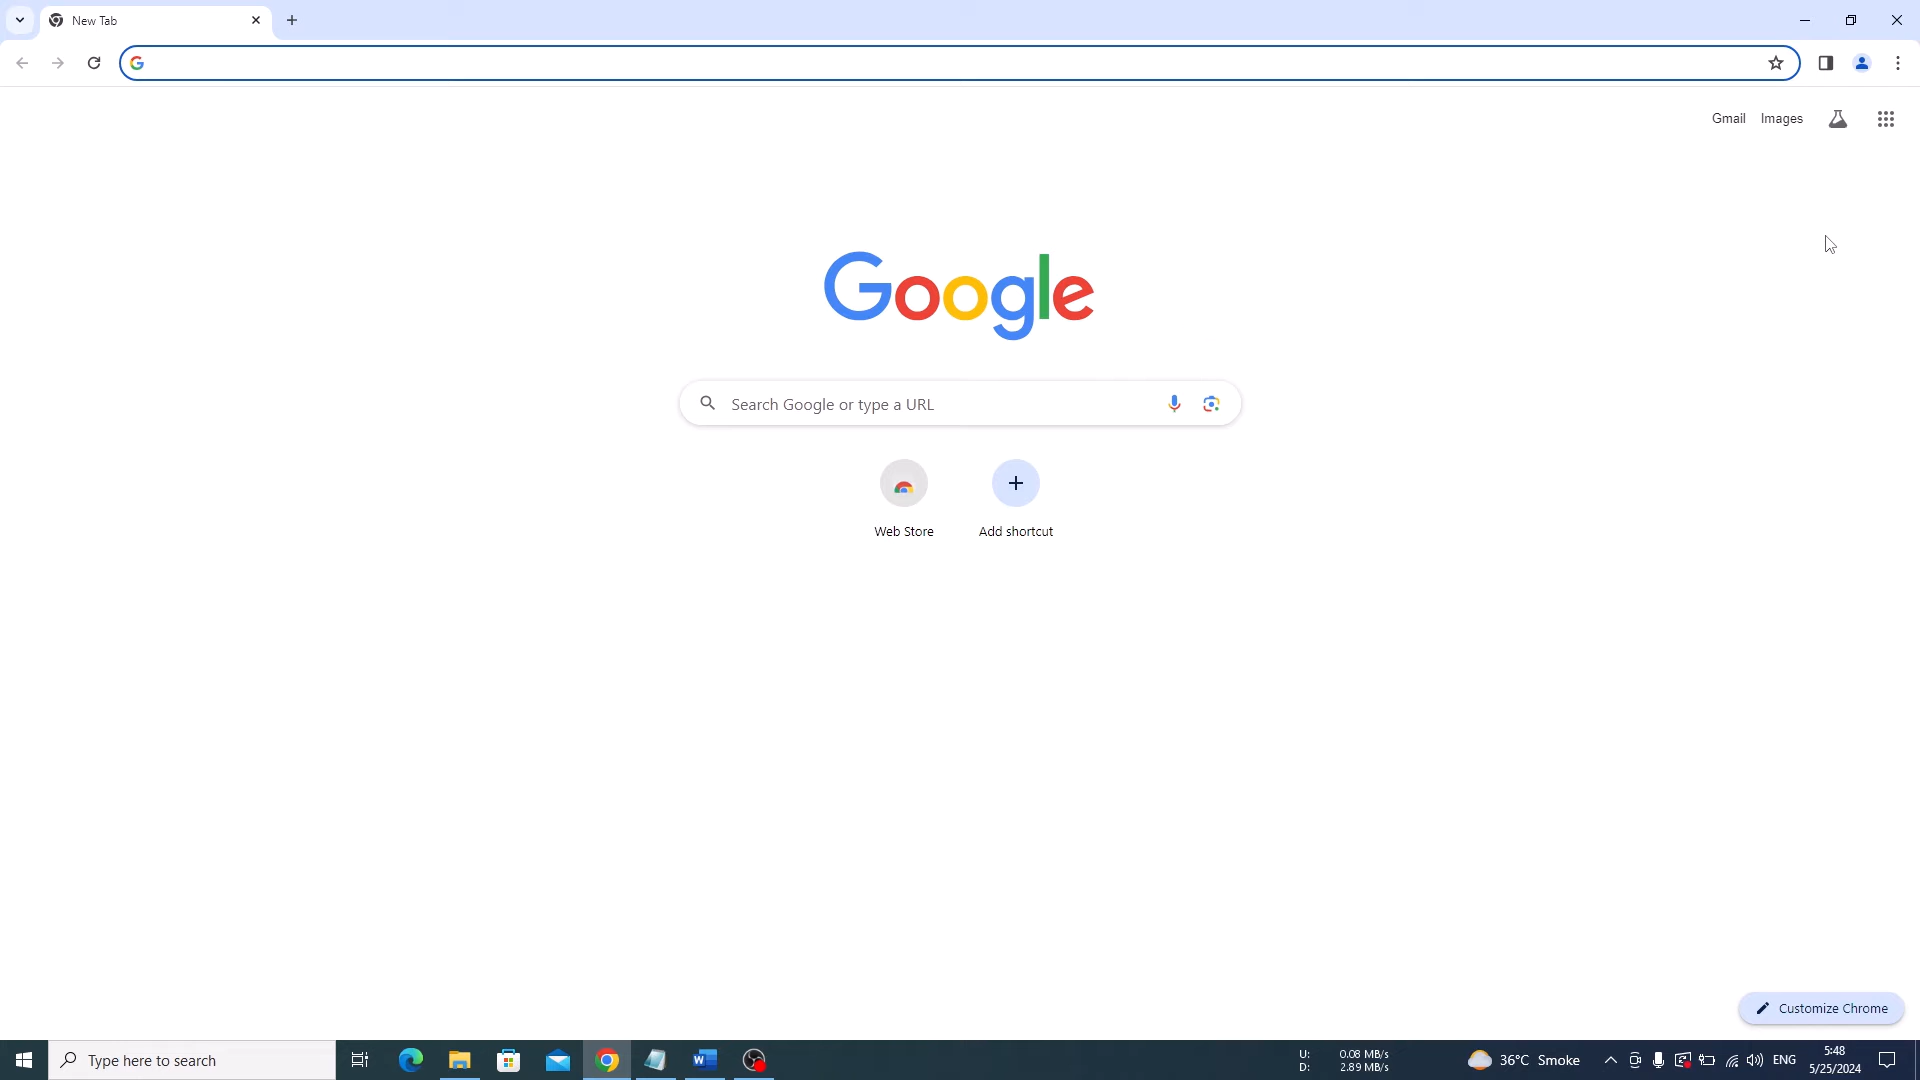 New Tab
Gmail Images
Google
Search Google or type a URL
Web Store Add shortcut
Customize Chrome
Type here to search
U: 0.08 MB/s
D: 2.89 MB/s
36°C Smoke
ENG
5:48
5/25/2024